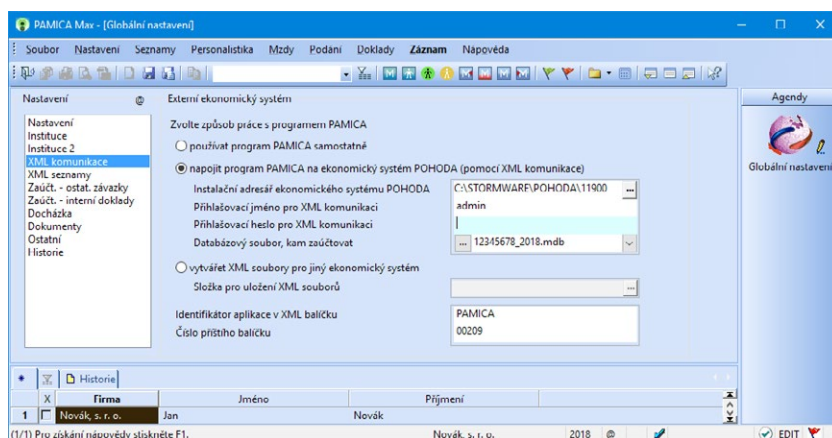 PAMICA Max - [Globální nastavení]
Soubor Nastavení Seznamy Personalistika Mzdy Podání Doklady Záznam Nápověda
Nastavení @ Externí ekonomický systém Agendy
Nastavení
Instituce
Instituce 2
XML komunikace
XML seznamy
Zaúčt. - ostat. závazky
Zaúčt. - interní doklady
Docházka
Dokumenty
Ostatní
Historie
Zvolte způsob práce s programem PAMICA
používat program PAMICA samostatně
napojit program PAMICA na ekonomický systém POHODA (pomocí XML komunikace)
Instalační adresář ekonomického systému POHODA C:\STORMWARE\POHODA\11900 ...
Přihlašovací jméno pro XML komunikaci admin
Přihlašovací heslo pro XML komunikaci
Databázový soubor, kam zaúčtovat ... 12345678_2018.mdb
vytvářet XML soubory pro jiný ekonomický systém
Složka pro uložení XML souborů ...
Identifikátor aplikace v XML balíčku PAMICA
Číslo příštího balíčku 00209
Globální nastavení
* Historie
X Firma Jméno Příjmení
1 Novák, s. r. o. Jan Novák
(1/1) Pro získání nápovědy stiskněte F1. Novák, s. r. o. 2018 @ EDIT